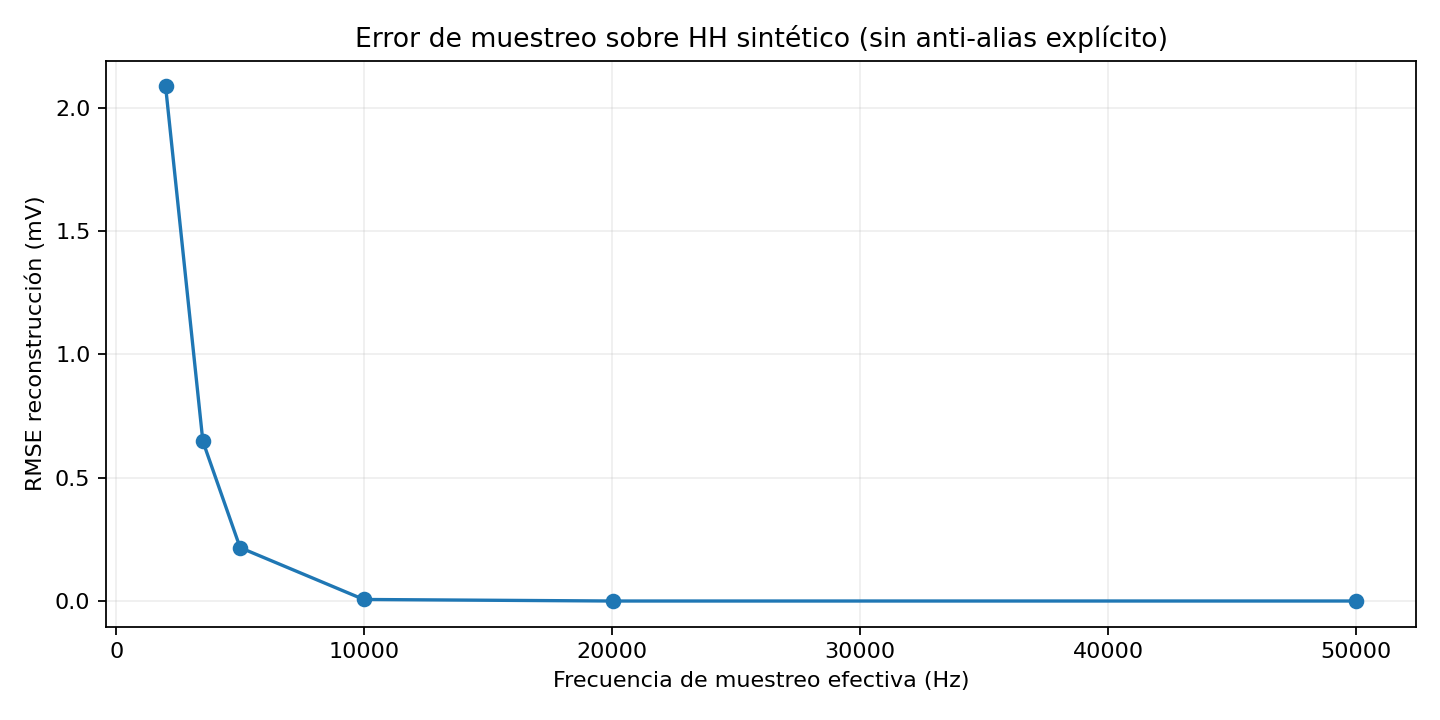 Error de muestreo sobre HH sintético (sin anti-alias explícito)
RMSE reconstrucción (mV)
2.0
1.5
1.0
0.5
0.0
0 10000 20000 30000 40000 50000
Frecuencia de muestreo efectiva (Hz)